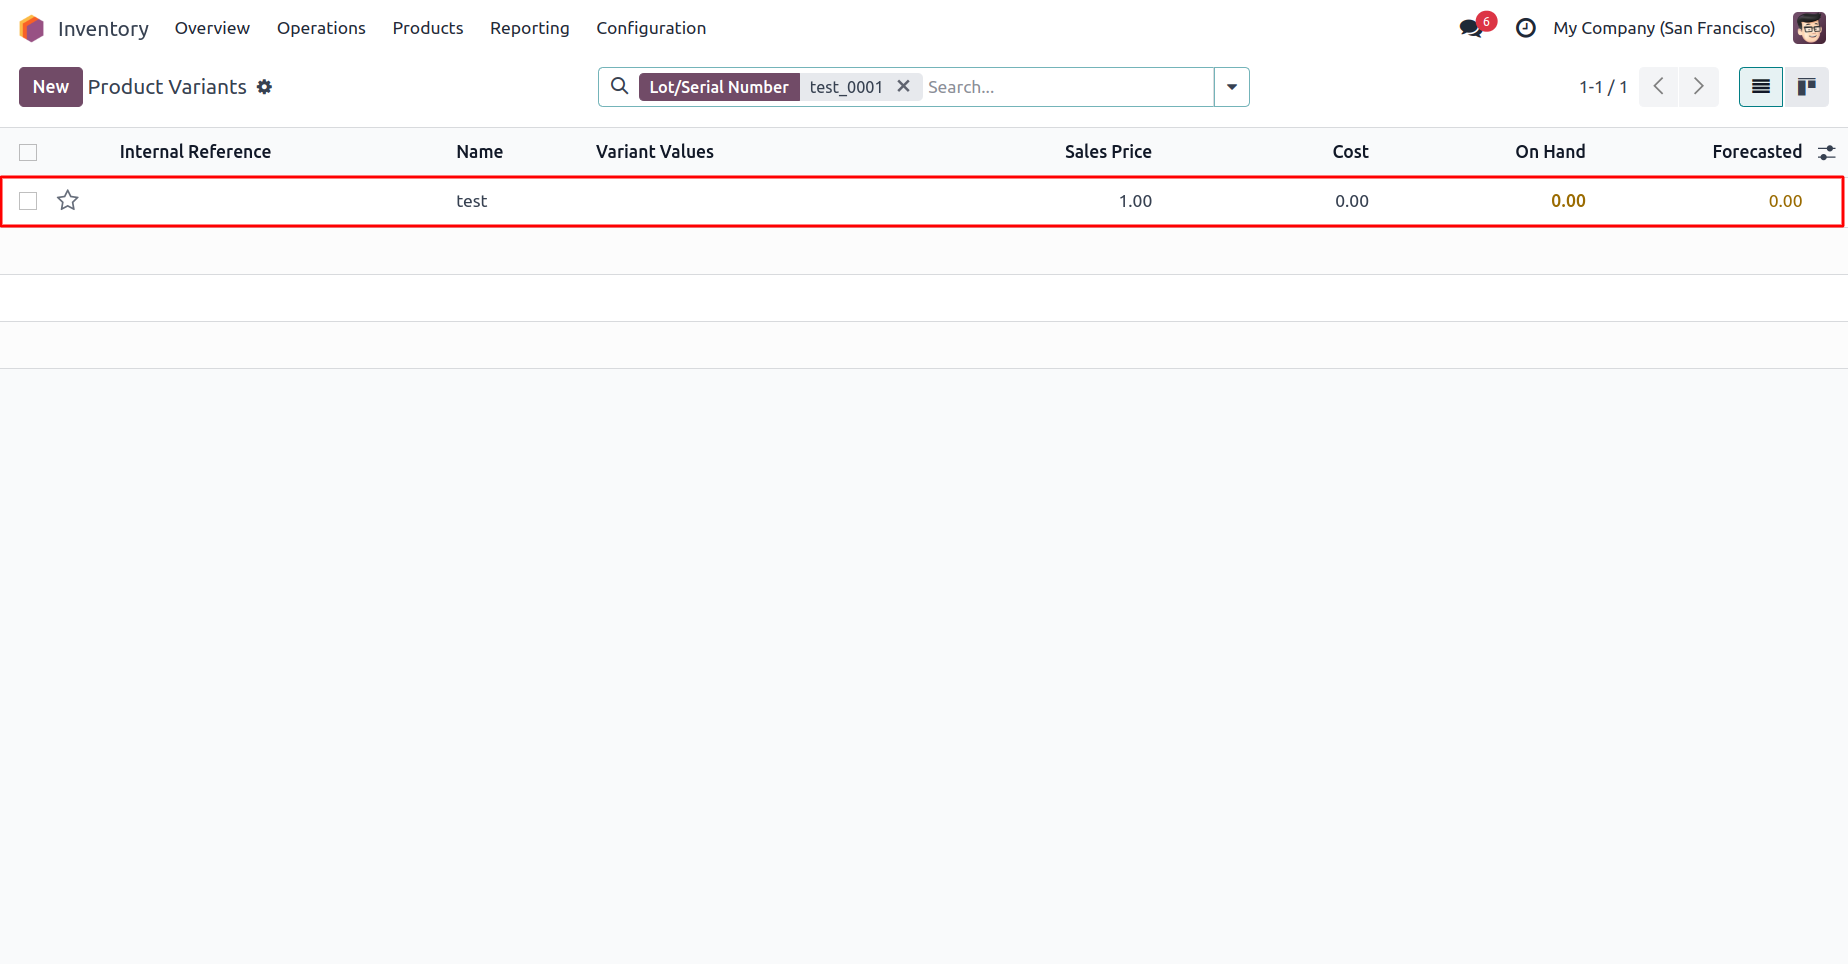 Inventory Overview Operations Products Reporting Configuration 6 My Company (San Francisco)
New Product Variants Lot/Serial Number test_0001 Search... 1-1 / 1
Internal Reference Name Variant Values Sales Price Cost On Hand Forecasted
test 1.00 0.00 0.00 0.00